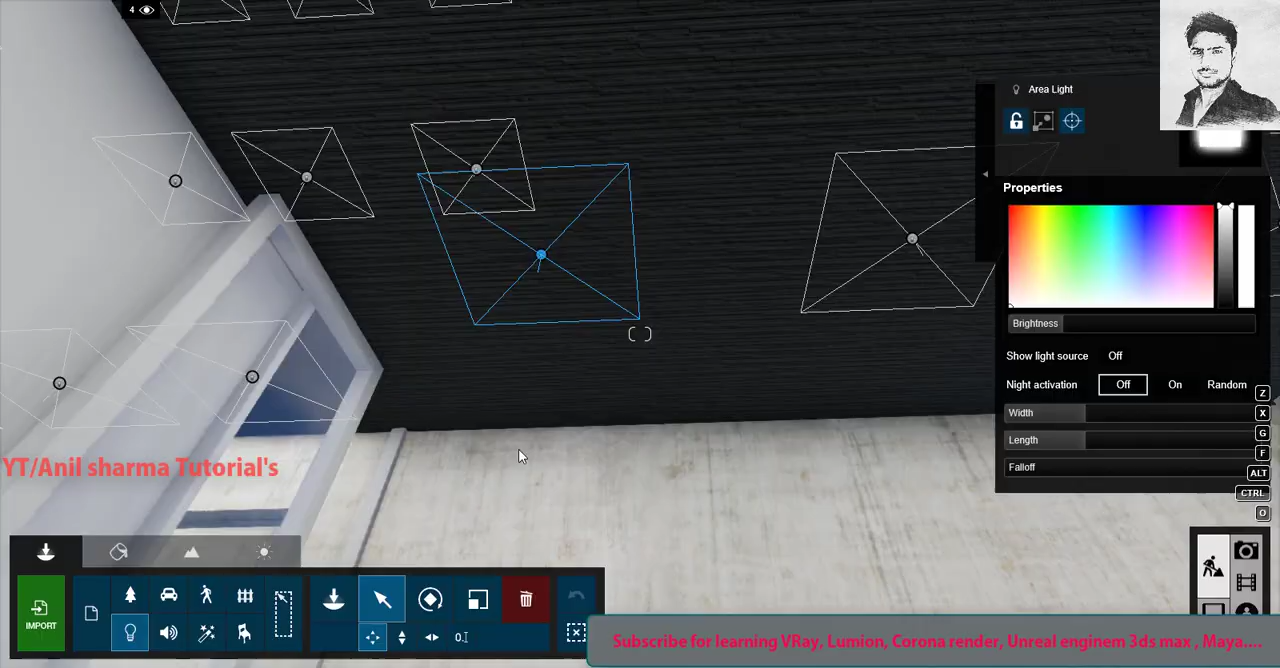 4
Area Light
Properties
Brightness
Show light source Off
Night activation Off On Random
Width
Length
Falloff
Z
X
G
F
ALT
CTRL
O
YT/Anil sharma Tutorial's
IMPORT
Subscribe for learning VRay, Lumion, Corona render, Unreal enginem 3ds max , Maya....